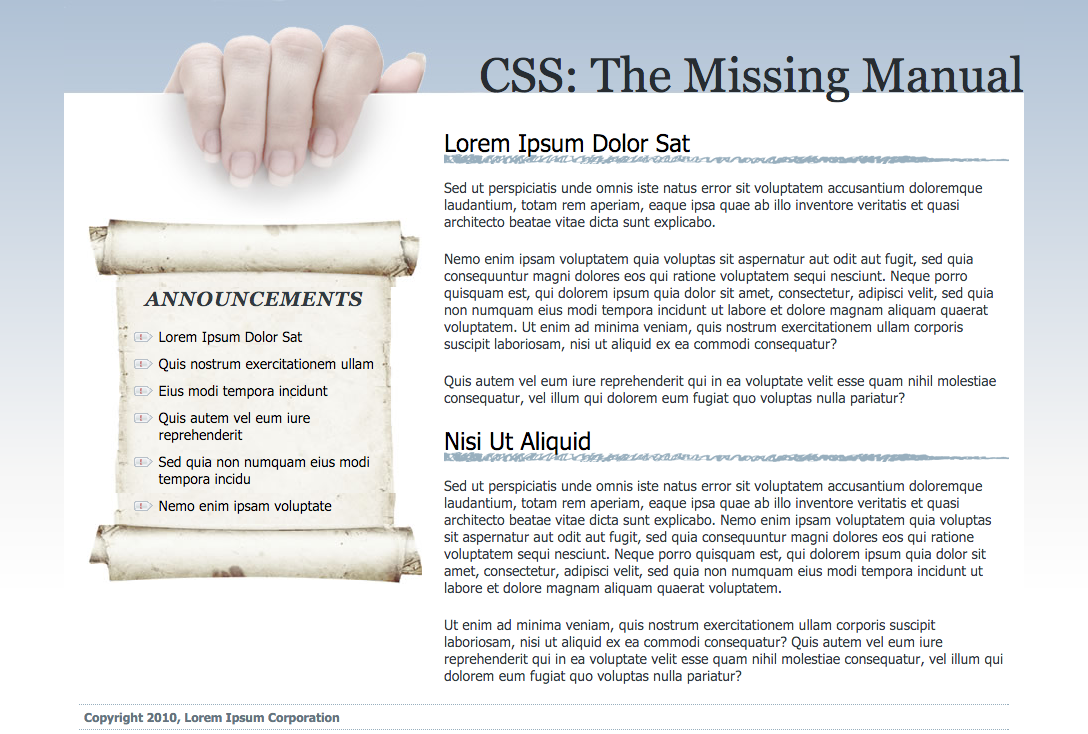 CSS: The Missing Manual
ANNOUNCEMENTS
Lorem Ipsum Dolor Sat
Quis nostrum exercitationem ullam
Eius modi tempora incidunt
Quis autem vel eum iure
reprehenderit
Sed quia non numquam eius modi
tempora incidu
Nemo enim ipsam voluptate
Lorem Ipsum Dolor Sat
Sed ut perspiciatis unde omnis iste natus error sit voluptatem accusantium doloremque
laudantium, totam rem aperiam, eaque ipsa quae ab illo inventore veritatis et quasi
architecto beatae vitae dicta sunt explicabo.
Nemo enim ipsam voluptatem quia voluptas sit aspernatur aut odit aut fugit, sed quia
consequuntur magni dolores eos qui ratione voluptatem sequi nesciunt. Neque porro
quisquam est, qui dolorem ipsum quia dolor sit amet, consectetur, adipisci velit, sed quia
non numquam eius modi tempora incidunt ut labore et dolore magnam aliquam quaerat
voluptatem. Ut enim ad minima veniam, quis nostrum exercitationem ullam corporis
suscipit laboriosam, nisi ut aliquid ex ea commodi consequatur?
Quis autem vel eum iure reprehenderit qui in ea voluptate velit esse quam nihil molestiae
consequatur, vel illum qui dolorem eum fugiat quo voluptas nulla pariatur?
Nisi Ut Aliquid
Sed ut perspiciatis unde omnis iste natus error sit voluptatem accusantium doloremque
laudantium, totam rem aperiam, eaque ipsa quae ab illo inventore veritatis et quasi
architecto beatae vitae dicta sunt explicabo. Nemo enim ipsam voluptatem quia voluptas
sit aspernatur aut odit aut fugit, sed quia consequuntur magni dolores eos qui ratione
voluptatem sequi nesciunt. Neque porro quisquam est, qui dolorem ipsum quia dolor sit
amet, consectetur, adipisci velit, sed quia non numquam eius modi tempora incidunt ut
labore et dolore magnam aliquam quaerat voluptatem.
Ut enim ad minima veniam, quis nostrum exercitationem ullam corporis suscipit
laboriosam, nisi ut aliquid ex ea commodi consequatur? Quis autem vel eum iure
reprehenderit qui in ea voluptate velit esse quam nihil molestiae consequatur, vel illum qui
dolorem eum fugiat quo voluptas nulla pariatur?
Copyright 2010, Lorem Ipsum Corporation